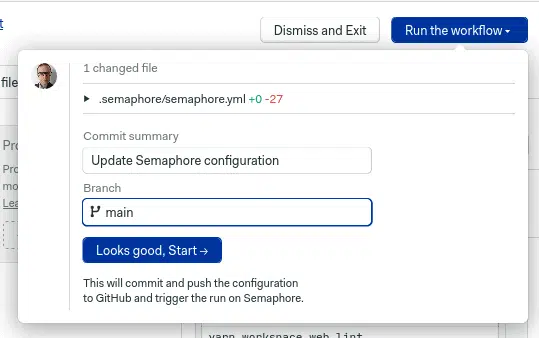 t
Dismiss and Exit
Run the workflow
1 changed file
file
.semaphore/semaphore.yml +0 -27
Commit summary
Update Semaphore configuration
Branch
main
Looks good, Start →
This will commit and push the configuration
to GitHub and trigger the run on Semaphore.
Pro
mo
Lea
yarn workspace web lint